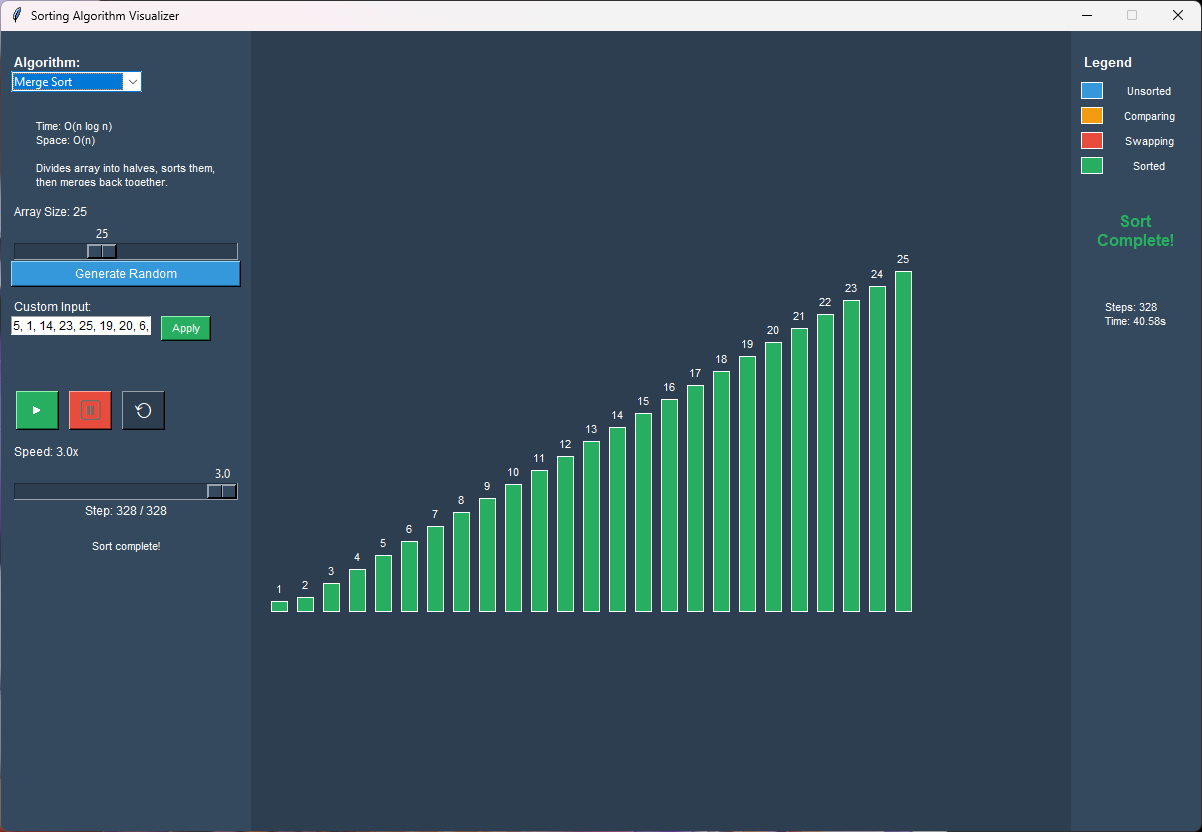 Sorting Algorithm Visualizer
Algorithm:
Merge Sort
Time: O(n log n)
Space: O(n)
Divides array into halves, sorts them,
then merges back together.
Array Size: 25
25
Generate Random
Custom Input:
5, 1, 14, 23, 25, 19, 20, 6,
Apply
Speed: 3.0x
3.0
Step: 328 / 328
Sort complete!
1
2
3
4
5
6
7
8
9
10
11
12
13
14
15
16
17
18
19
20
21
22
23
24
25
Legend
Unsorted
Comparing
Swapping
Sorted
Sort
Complete!
Steps: 328
Time: 40.58s